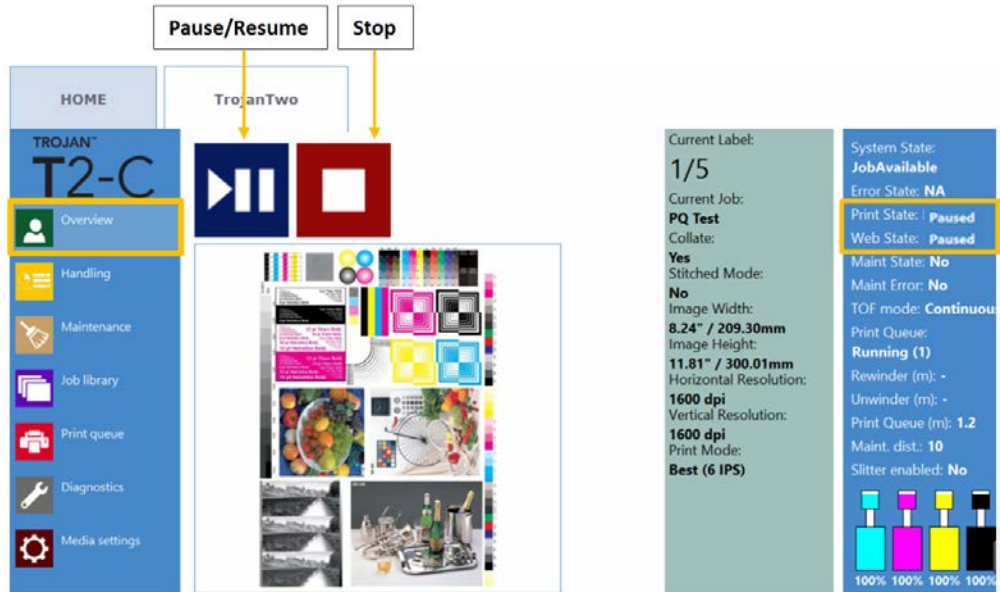 Pause/Resume
Stop
HOME
TrojanTwo
TROJAN™
T2-C
Overview
Handling
Maintenance
Job library
Print queue
Diagnostics
Media settings
Current Label:
1/5
Current Job:
PQ Test
Collate:
Yes
Stitched Mode:
No
Image Width:
8.24" / 209.30mm
Image Height:
11.81" / 300.01mm
Horizontal Resolution:
1600 dpi
Vertical Resolution:
1600 dpi
Print Mode:
Best (6 IPS)
System State:
JobAvailable
Error State: NA
Print State: Paused
Web State: Paused
Maint State: No
Maint Error: No
TOF mode: Continuou
Print Queue:
Running (1)
Rewinder (m): -
Unwinder (m): -
Print Queue (m): 1.2
Maint. dist.: 10
Slitter enabled: No
100% 100% 100% 100%